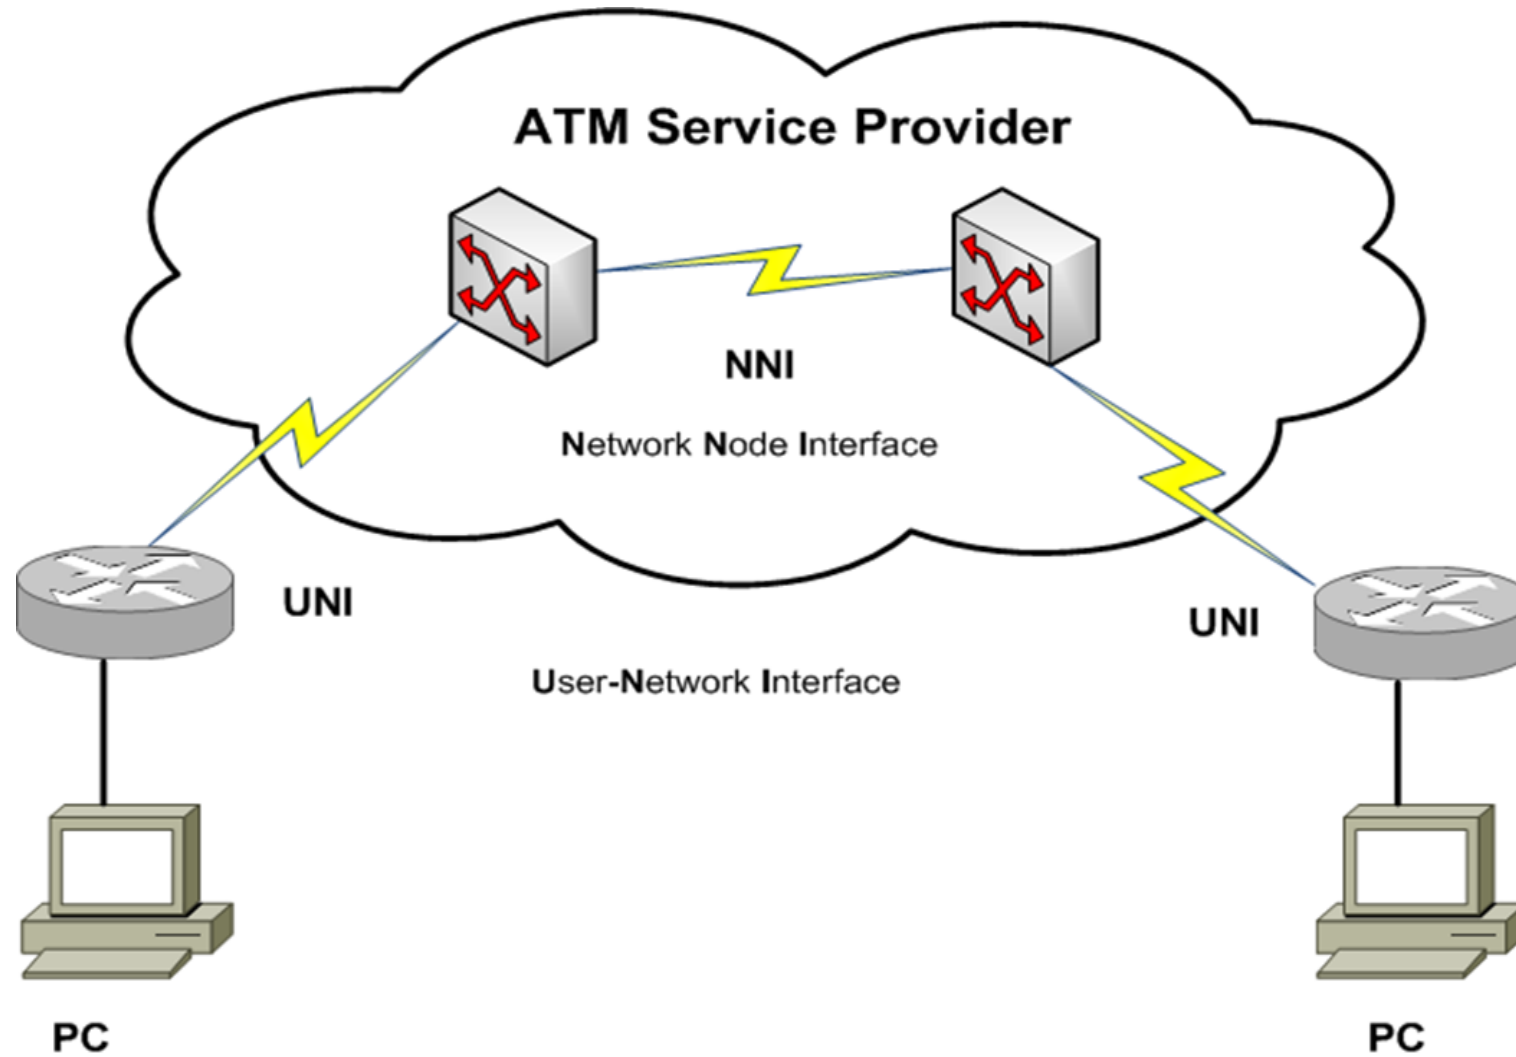 ATM Service Provider
NNI
Network Node Interface
UNI
UNI
User-Network Interface
PC
PC